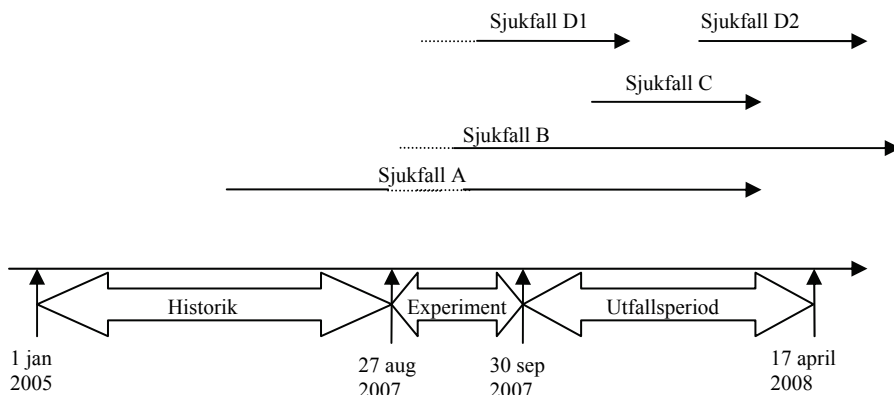 Sjukfall D1
Sjukfall D2
Sjukfall C
Sjukfall B
Sjukfall A
Historik
Experiment
Utfallsperiod
1 jan
2005
27 aug
2007
30 sep
2007
17 april
2008